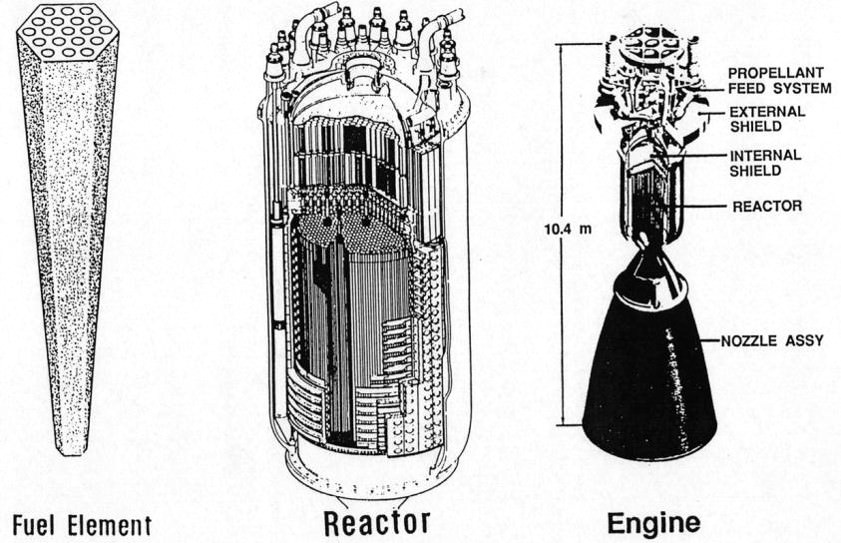 PROPELLANT
FEED SYSTEM
EXTERNAL
SHIELD
INTERNAL
SHIELD
REACTOR
10.4 m
NOZZLE ASSY
Fuel Element
Reactor
Engine